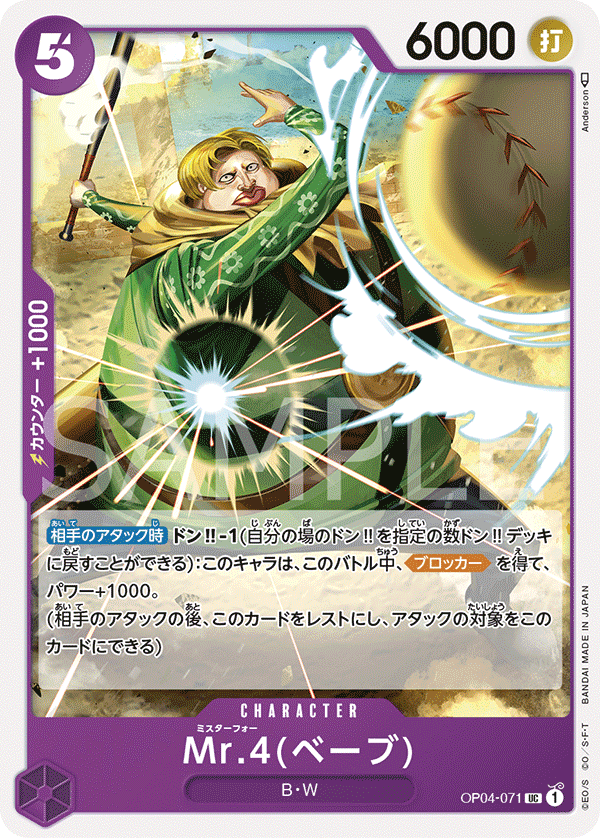 5
6000
打
Anderson
カウンター +1000
SAMPLE
相手のアタック時 ドン!!-1(自分の場のドン!!を指定の数ドン!!デッキ
に戻すことができる):このキャラは、このバトル中、ブロッカー を得て、
パワー+1000。
(相手のアタックの後、このカードをレストにし、アタックの対象をこの
カードにできる)
CHARACTER
ミスターフォー
Mr.4(ベーブ)
B・W
OP04-071 UC 1
©EO/S ©O/S・F・T BANDAI MADE IN JAPAN